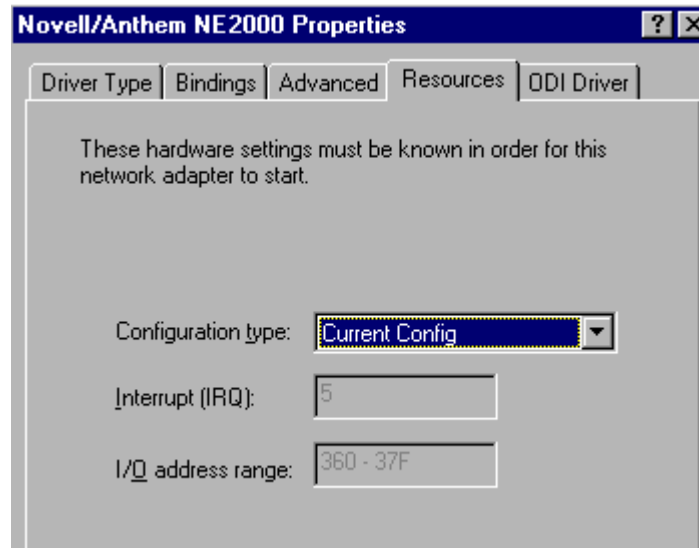 Novell/Anthem NE2000 Properties
Driver Type Bindings Advanced Resources ODI Driver
These hardware settings must be known in order for this
network adapter to start.
Configuration type: Current Config
Interrupt (IRQ): 5
I/O address range: 360 - 37F